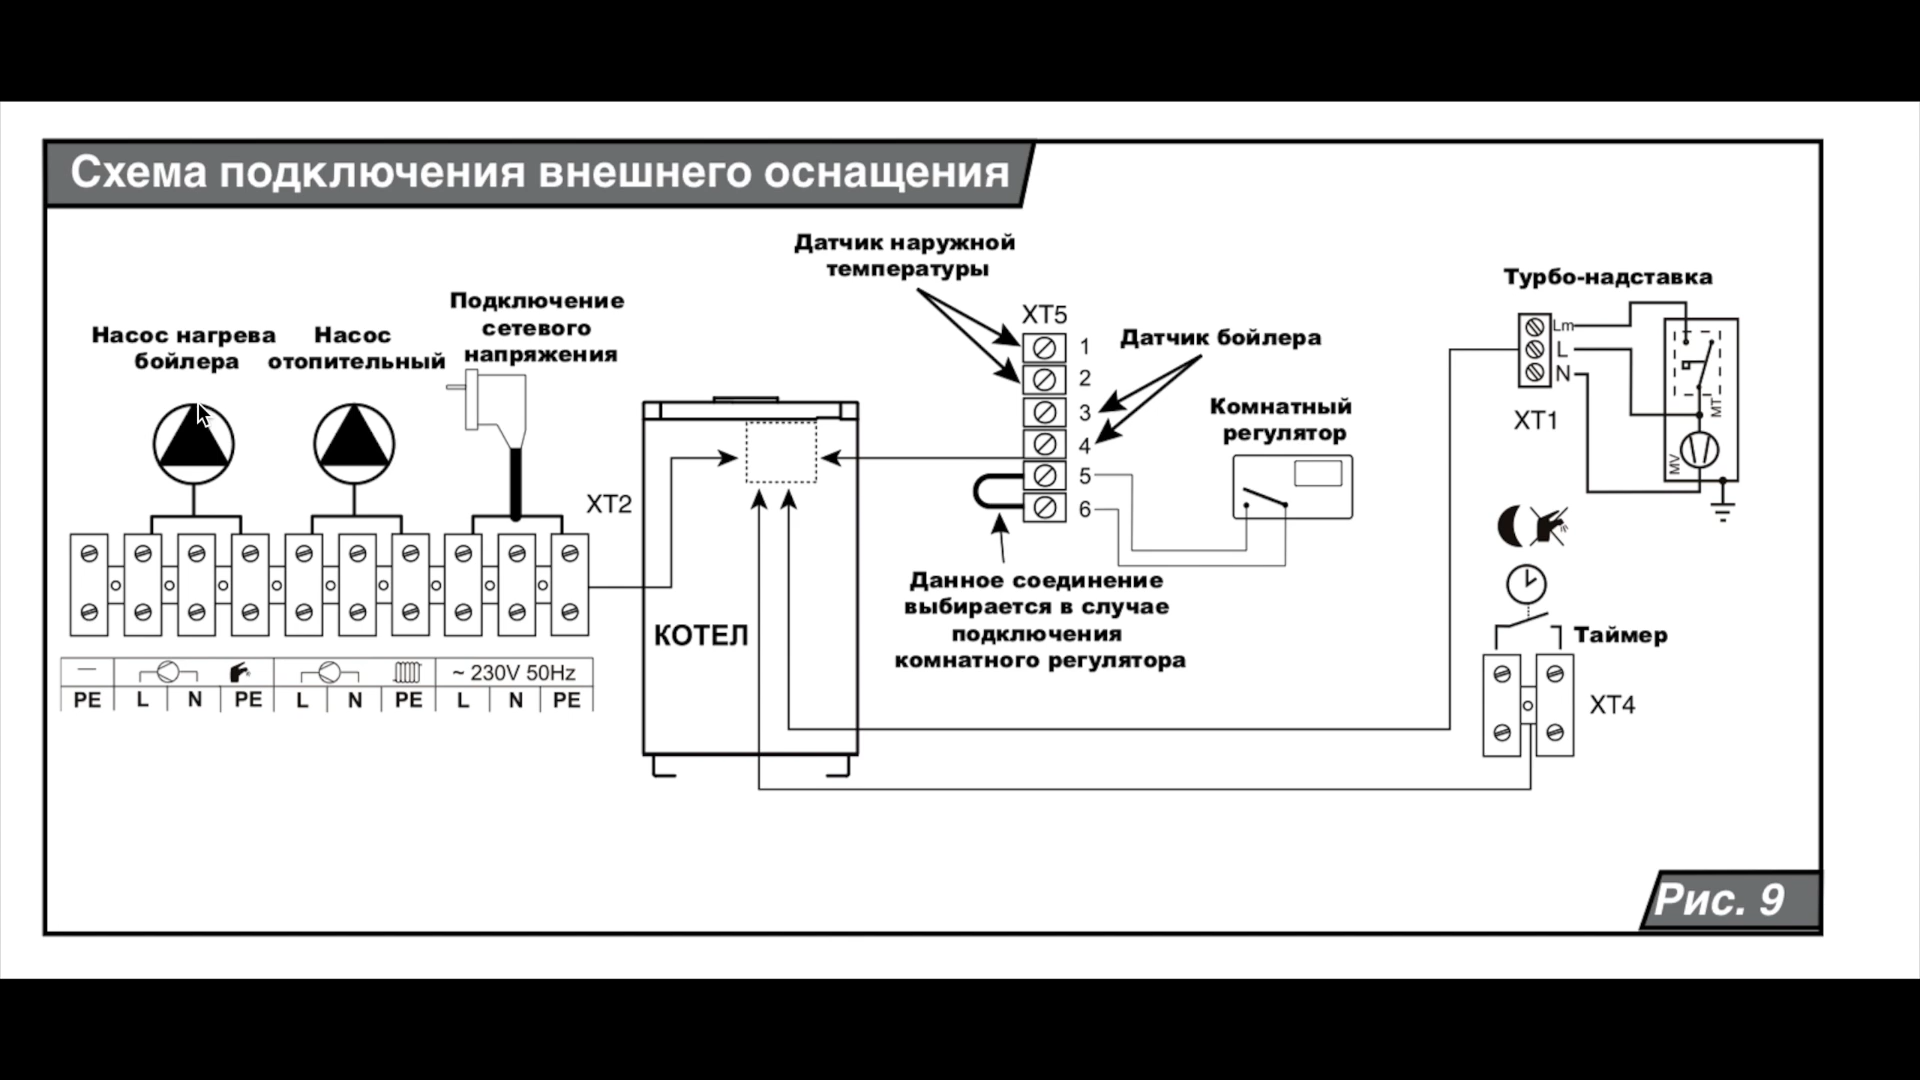 Схема подключения внешнего оснащения
Датчик наружной
температуры
Турбо-надставка
Подключение
сетевого
напряжения
Насос нагрева
бойлера
Насос
отопительный
XT5
1
2
3
4
5
6
Датчик бойлера
Комнатный
регулятор
Lm
L
N
XT1
MT
MV
XT2
Данное соединение
выбирается в случае
подключения
комнатного регулятора
КОТЕЛ
Таймер
XT4
~ 230V 50Hz
PE L N PE L N PE L N PE
Рис. 9